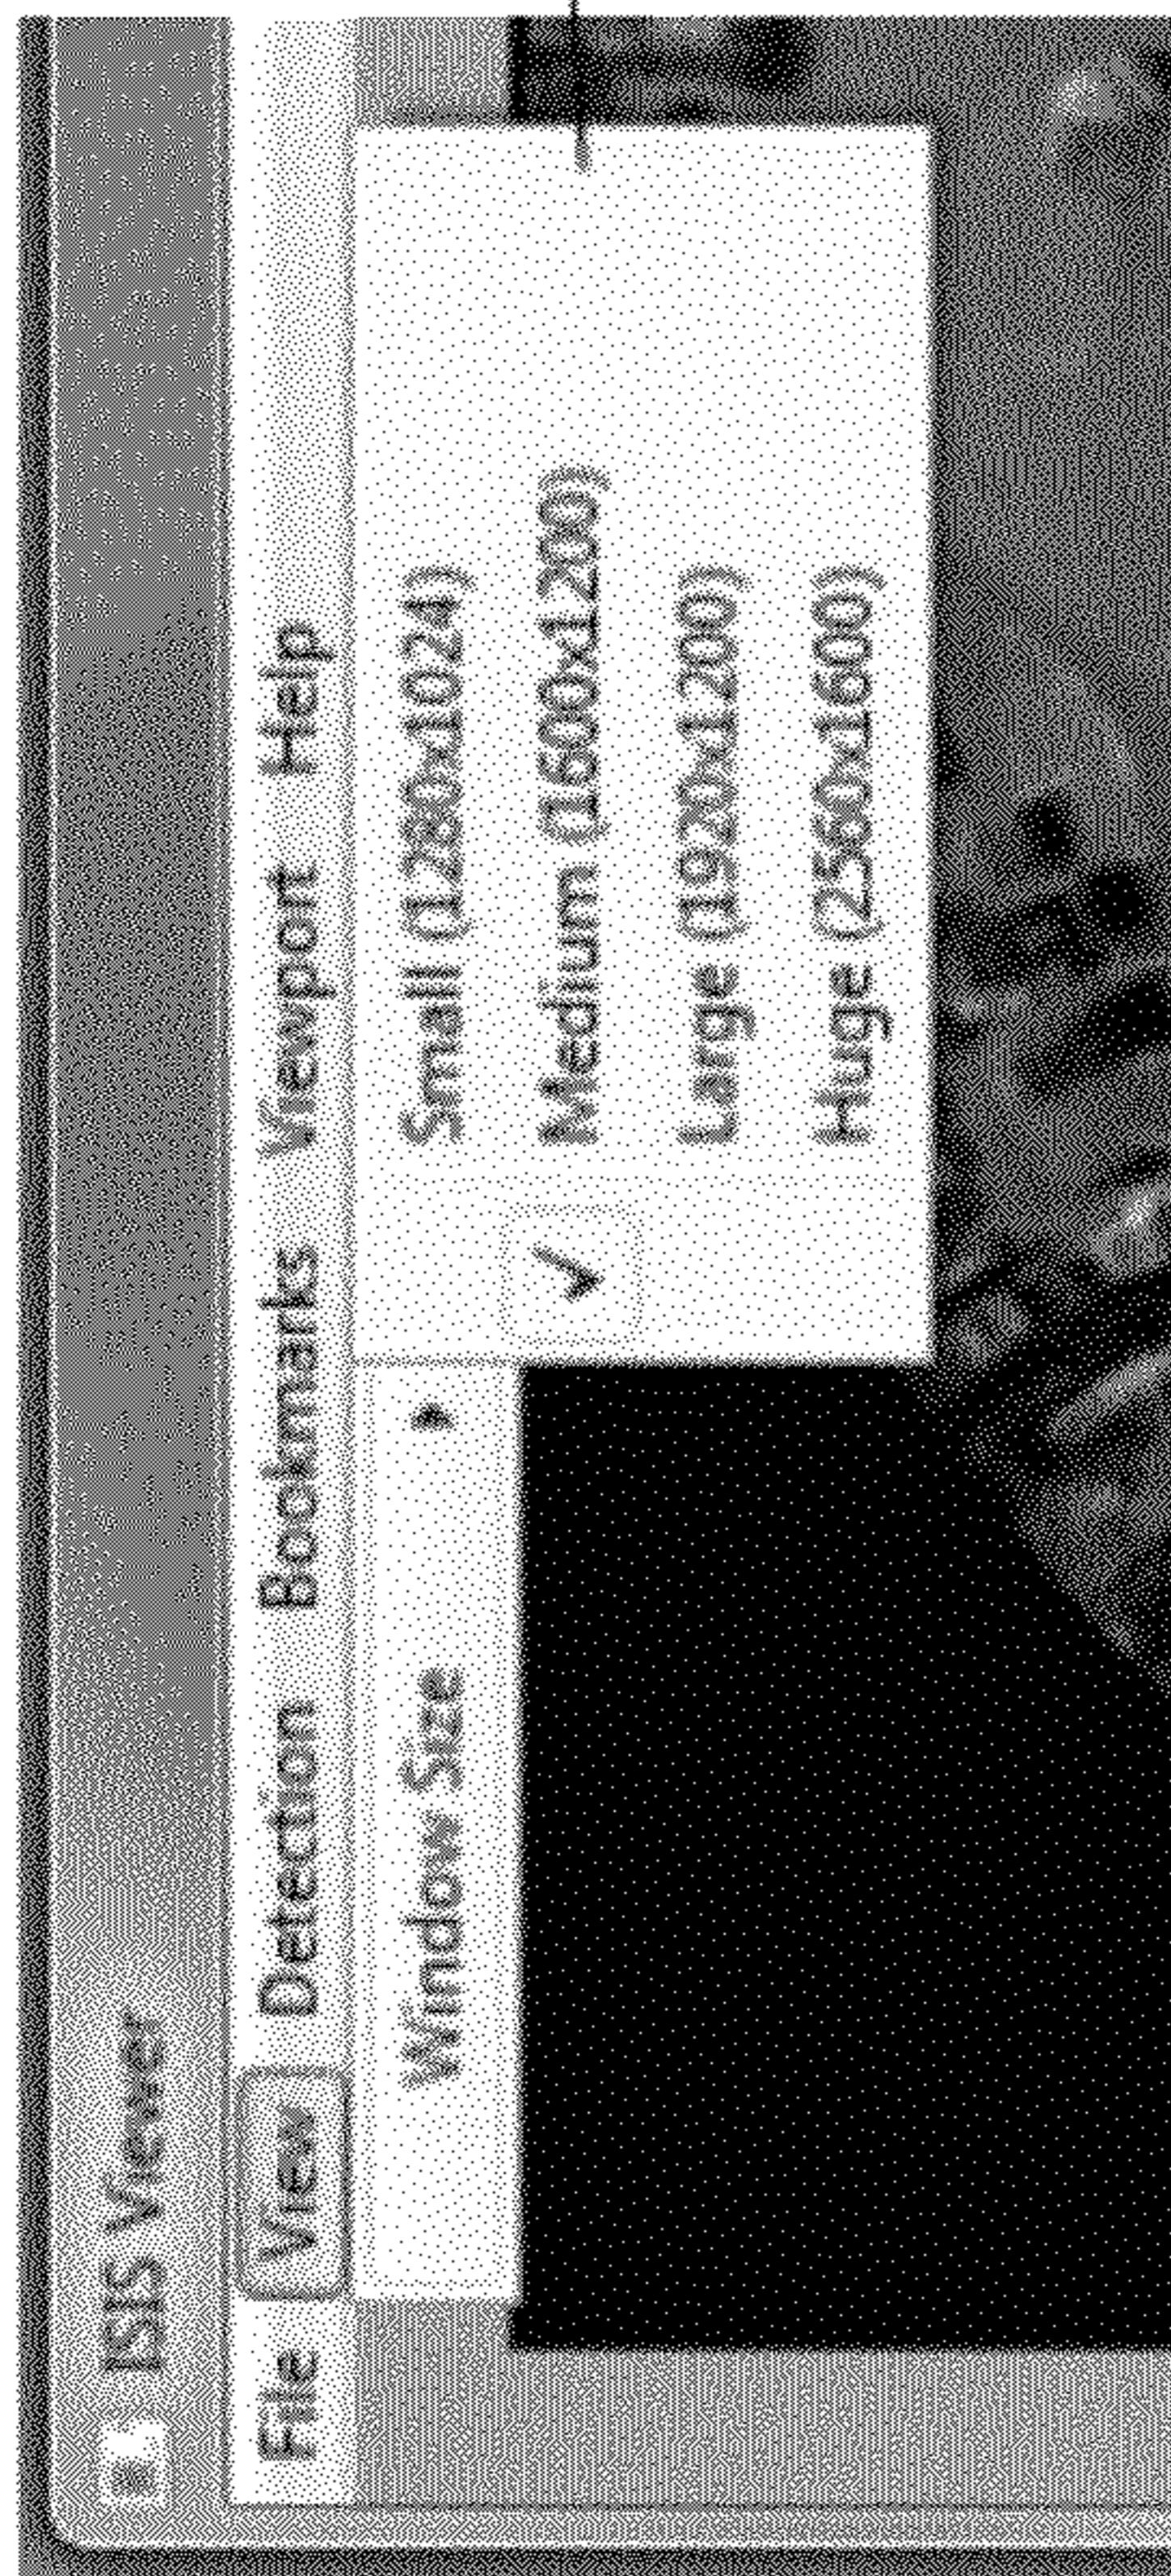 ISIS Viewer
File View Detection Bookmarks Viewport Help
Window Size
Small (1280x1024)
Medium (1600x1200)
Large (1920x1200)
Huge (2560x1600)